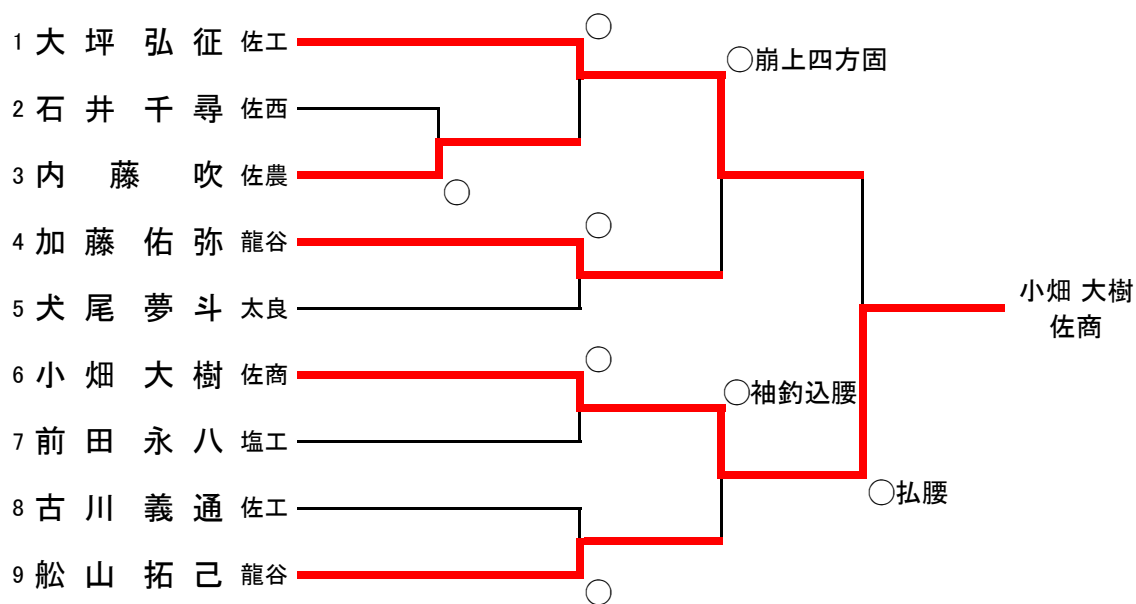 1 大坪弘征 佐工
2 石井千尋 佐西
3 内藤吹 佐農
4 加藤佑弥 龍谷
5 犬尾夢斗 太良
6 小畑大樹 佐商
7 前田永八 塩工
8 古川義通 佐工
9 舩山拓己 龍谷
○
○
○
○
○
○崩上四方固
○袖釣込腰
○払腰
小畑 大樹
佐商